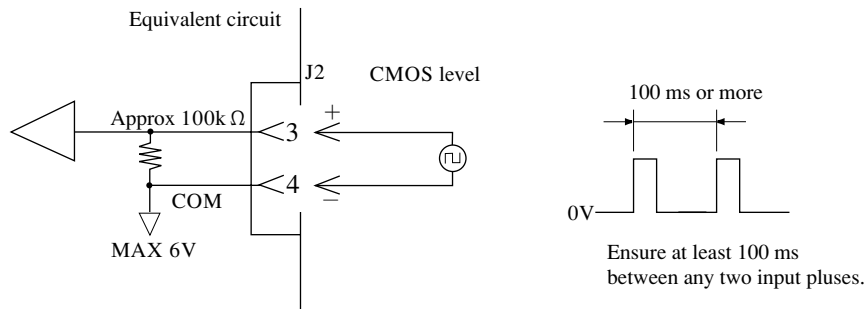 Equivalent circuit
J2
CMOS level
Approx 100k Ω
3
+
4
−
COM
MAX 6V
100 ms or more
0V
Ensure at least 100 ms
between any two input pluses.